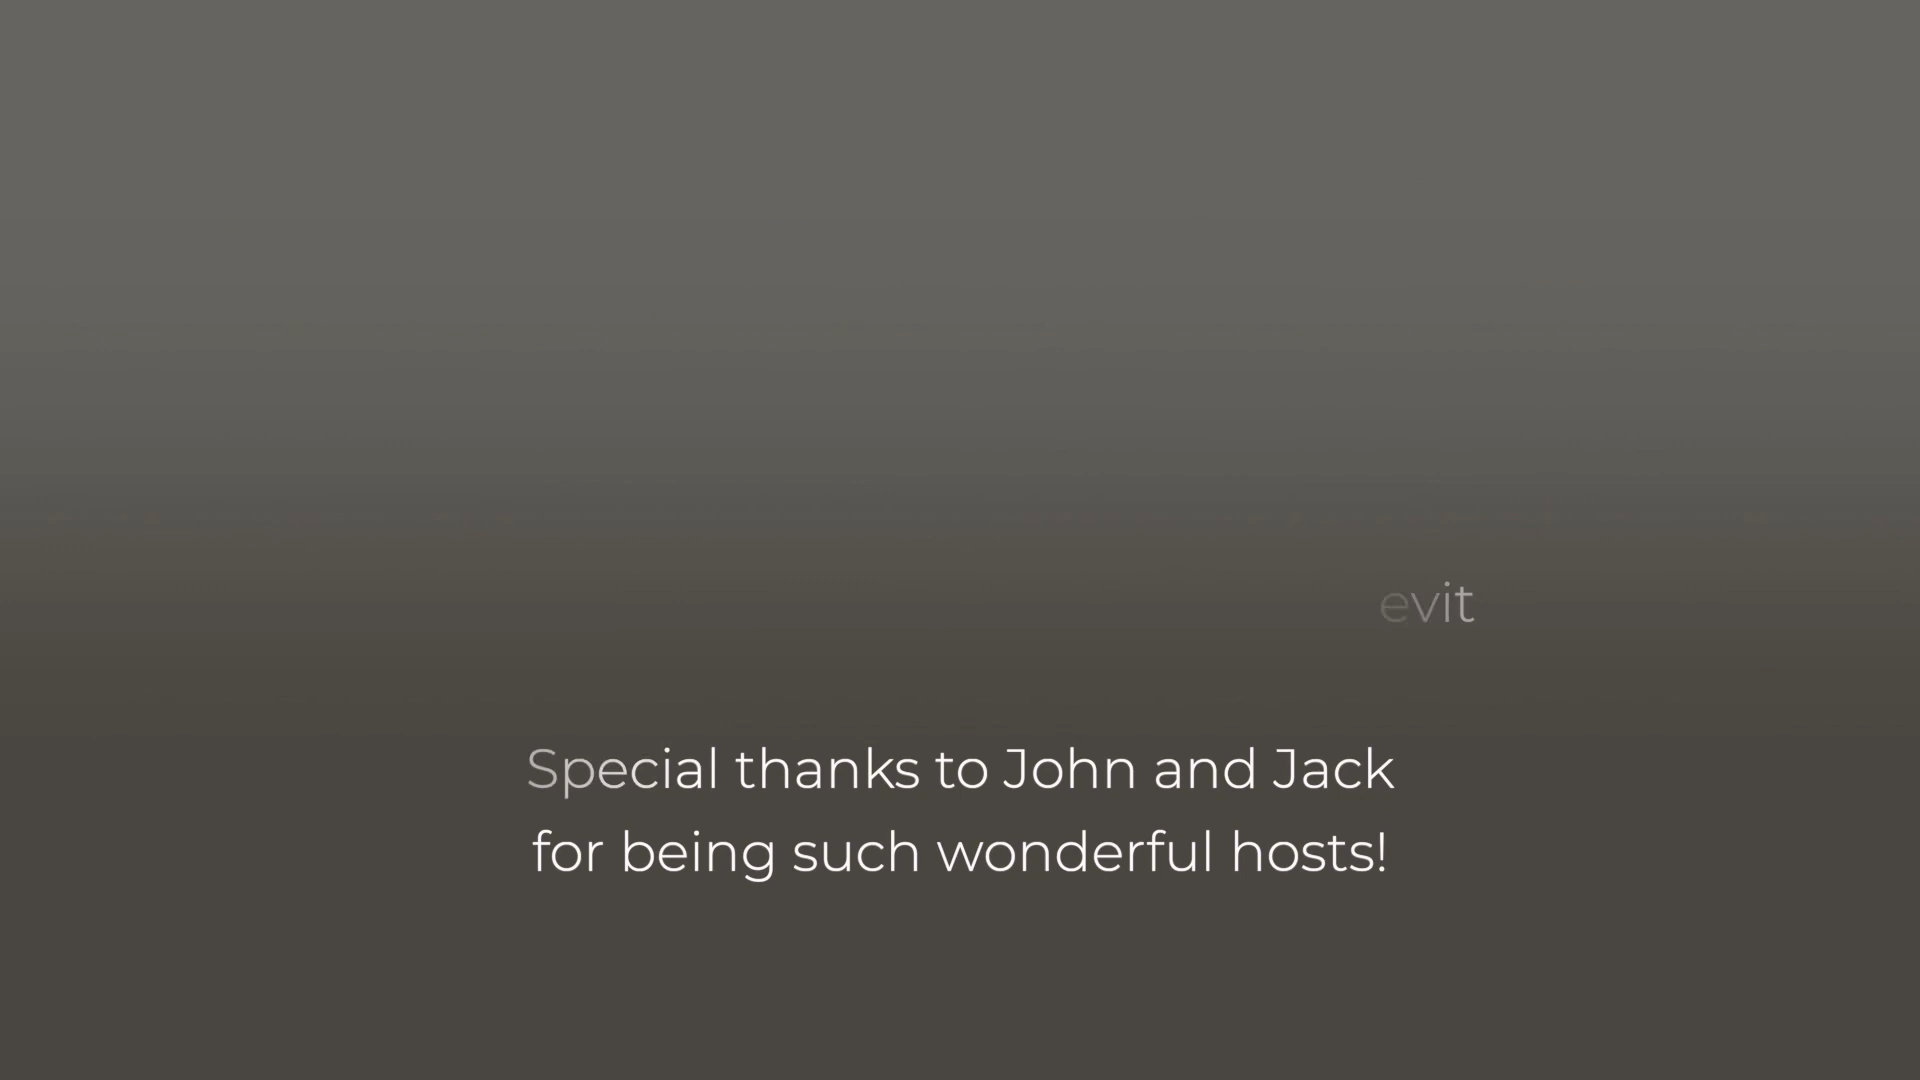 evit
Special thanks to John and Jack
for being such wonderful hosts!